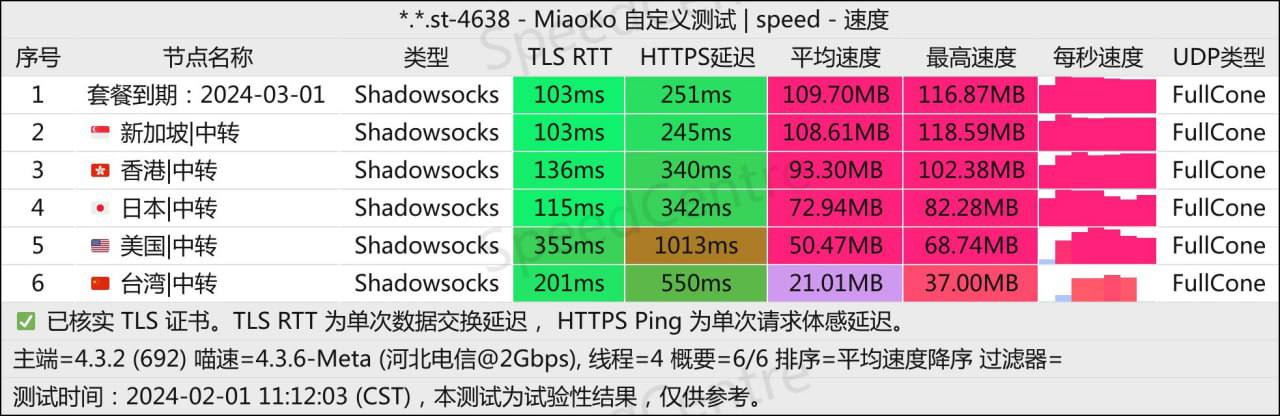 *.*.st-4638 - MiaoKo 自定义测试 | speed - 速度
序号 节点名称 类型 TLS RTT HTTPS延迟 平均速度 最高速度 每秒速度 UDP类型
1 套餐到期：2024-03-01 Shadowsocks 103ms 251ms 109.70MB 116.87MB FullCone
2 新加坡|中转 Shadowsocks 103ms 245ms 108.61MB 118.59MB FullCone
3 香港|中转 Shadowsocks 136ms 340ms 93.30MB 102.38MB FullCone
4 日本|中转 Shadowsocks 115ms 342ms 72.94MB 82.28MB FullCone
5 美国|中转 Shadowsocks 355ms 1013ms 50.47MB 68.74MB FullCone
6 台湾|中转 Shadowsocks 201ms 550ms 21.01MB 37.00MB FullCone
✅ 已核实 TLS 证书。TLS RTT 为单次数据交换延迟 ，HTTPS Ping 为单次请求体感延迟。
主端=4.3.2 (692) 喵速=4.3.6-Meta (河北电信@2Gbps), 线程=4 概要=6/6 排序=平均速度降序 过滤器=
测试时间：2024-02-01 11:12:03 (CST)，本测试为试验性结果，仅供参考。
SpeedCentre